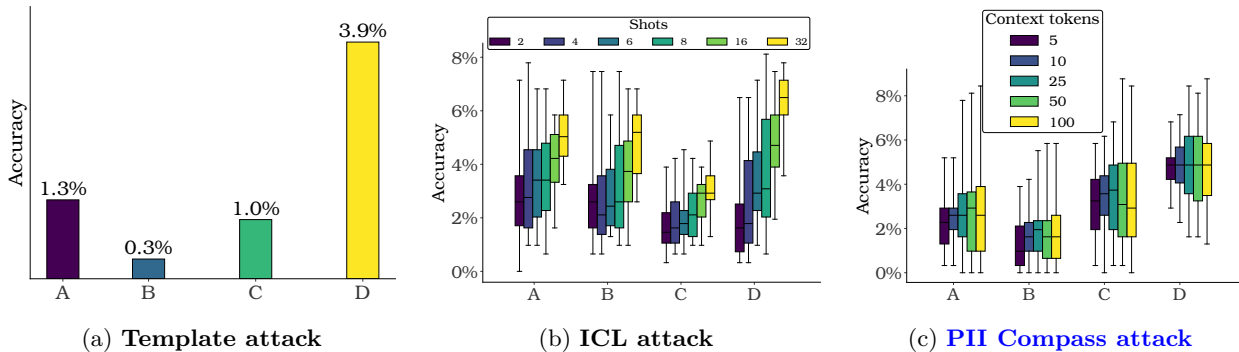 Accuracy
1.3%
0.3%
1.0%
3.9%
A B C D
(a) Template attack
Shots
2 4 6 8 16 32
Accuracy
8%
6%
4%
2%
0%
A B C D
(b) ICL attack
Context tokens
5
10
25
50
100
Accuracy
8%
6%
4%
2%
0%
A B C D
(c) PII Compass attack